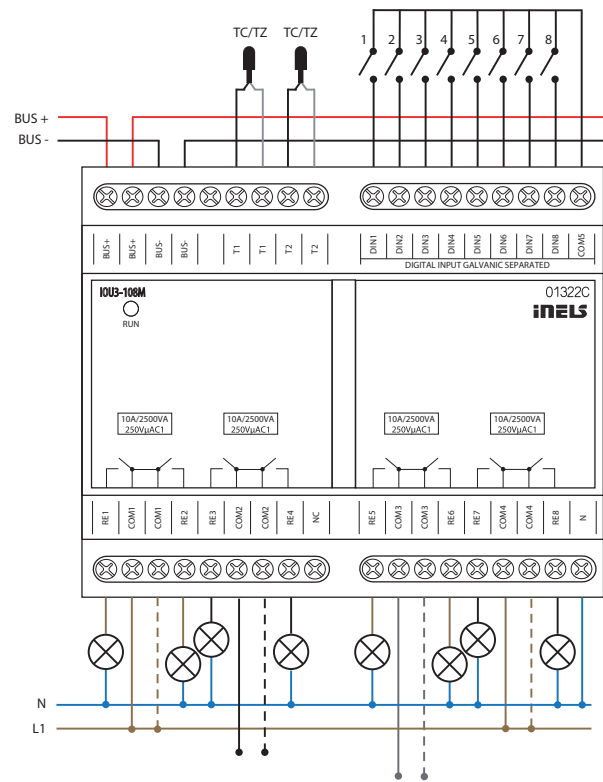 TC/TZ TC/TZ
1 2 3 4 5 6 7 8
BUS +
BUS -
BUS+ BUS+ BUS- BUS- T1 T1 T2 T2 DIN1 DIN2 DIN3 DIN4 DIN5 DIN6 DIN7 DIN8 COM5
DIGITAL INPUT GALVANIC SEPARATED
IOU3-108M 01322C
iNELS
RUN
10A/2500VA 10A/2500VA 10A/2500VA 10A/2500VA
250VµAC1 250VµAC1 250VµAC1 250VµAC1
RE1 COM1 COM1 RE2 RE3 COM2 COM2 RE4 NC RE5 COM3 COM3 RE6 RE7 COM4 COM4 RE8 N
N
L1